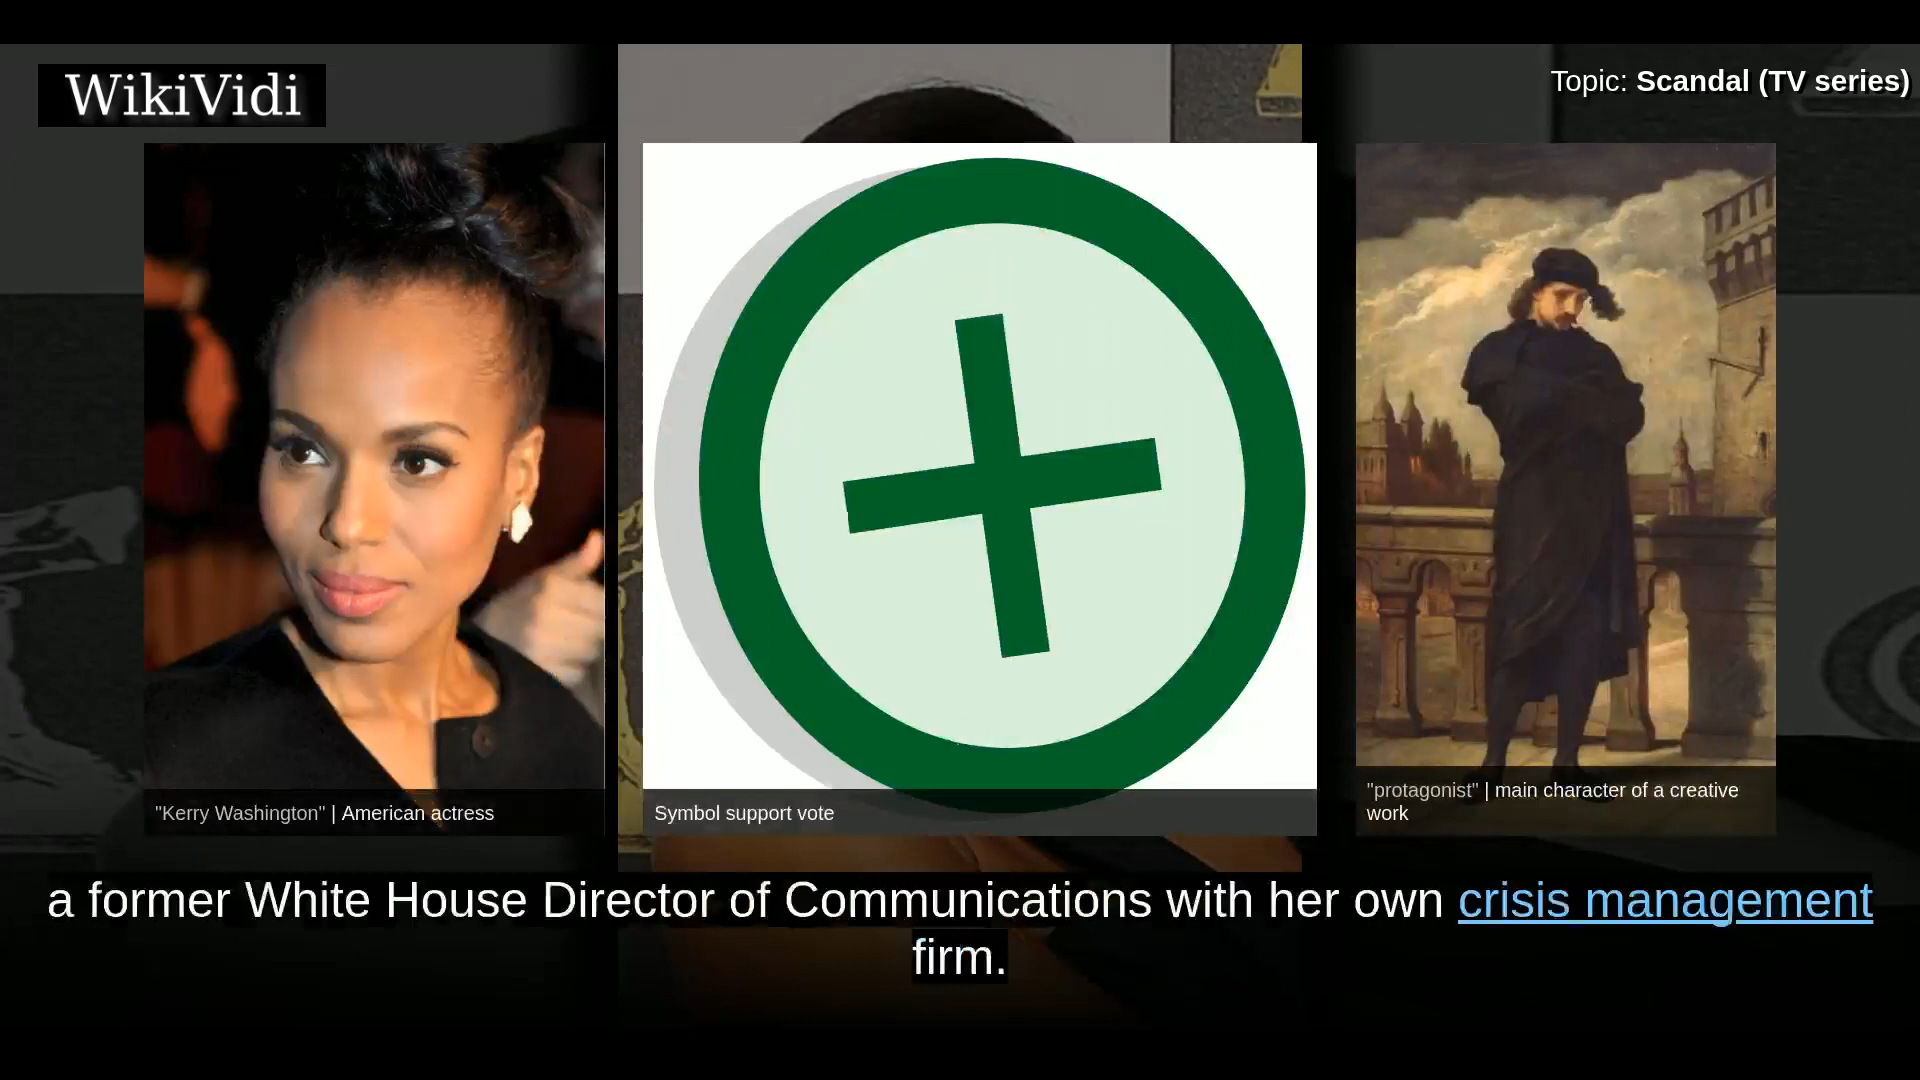 WikiVidi
Topic: Scandal (TV series)
"Kerry Washington" | American actress
Symbol support vote
"protagonist" | main character of a creative
work
a former White House Director of Communications with her own crisis management
firm.